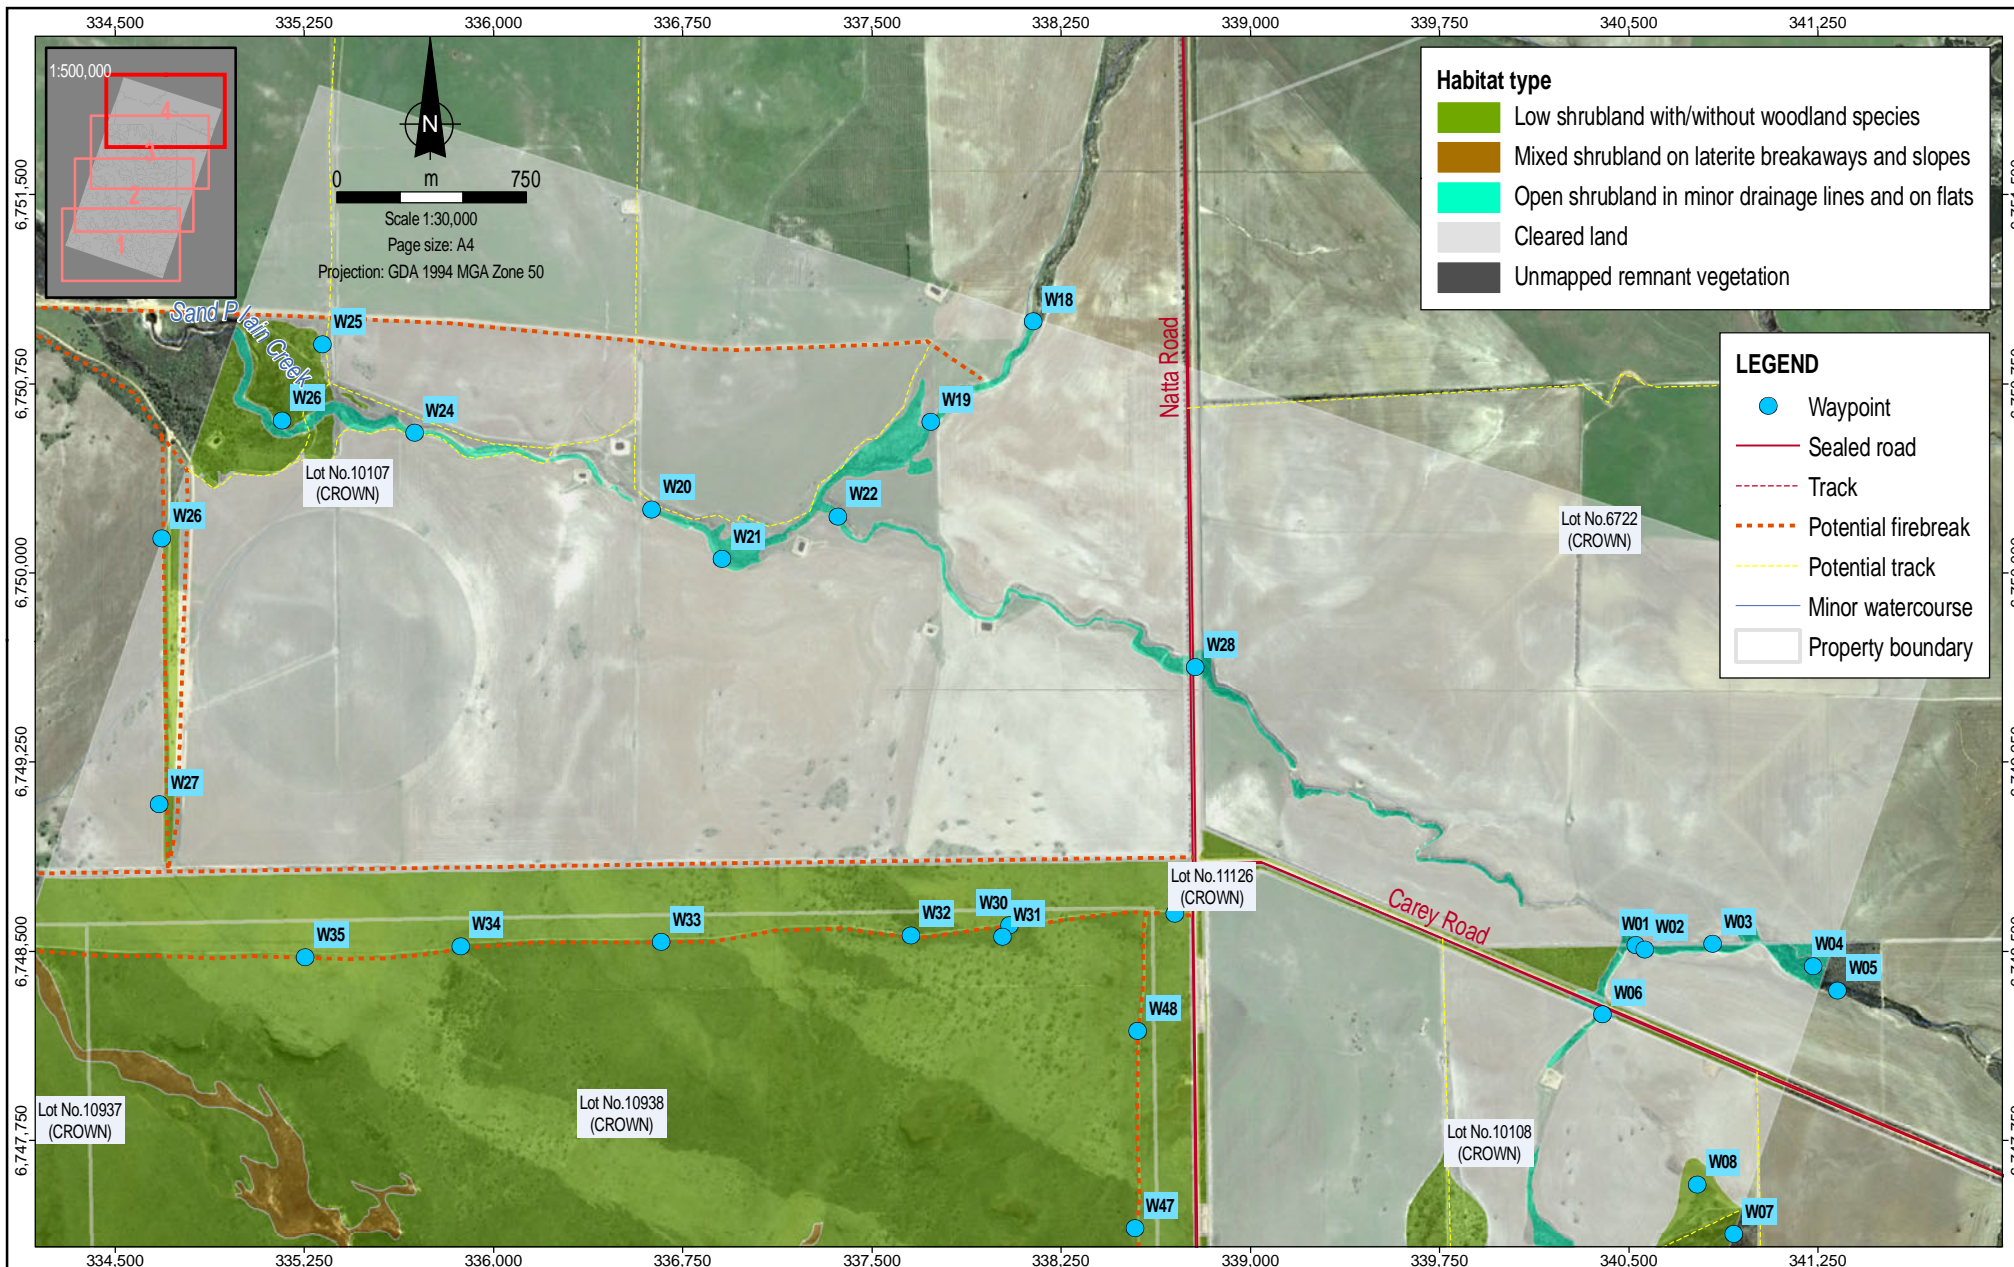 334,500 335,250 336,000 336,750 337,500 338,250 339,000 339,750 340,500 341,250
1:500,000
4
3
2
1
N
0 m 750
Scale 1:30,000
Page size: A4
Projection: GDA 1994 MGA Zone 50
Habitat type
Low shrubland with/without woodland species
Mixed shrubland on laterite breakaways and slopes
Open shrubland in minor drainage lines and on flats
Cleared land
Unmapped remnant vegetation
LEGEND
Waypoint
Sealed road
Track
Potential firebreak
Potential track
Minor watercourse
Property boundary
6,751,500
6,750,750
6,750,000
6,749,250
6,748,500
6,747,750
Sand Plain Creek
Natta Road
Carey Road
W18
W25
W26
W24
W19
Lot No.10107
(CROWN)
W20
W22
W26
W21
Lot No.6722
(CROWN)
W28
W27
Lot No.11126
(CROWN)
W35
W34
W33
W32
W30
W31
W01
W02
W03
W04
W05
W06
W48
Lot No.10937
(CROWN)
Lot No.10938
(CROWN)
Lot No.10108
(CROWN)
W08
W47
W07
334,500 335,250 336,000 336,750 337,500 338,250 339,000 339,750 340,500 341,250